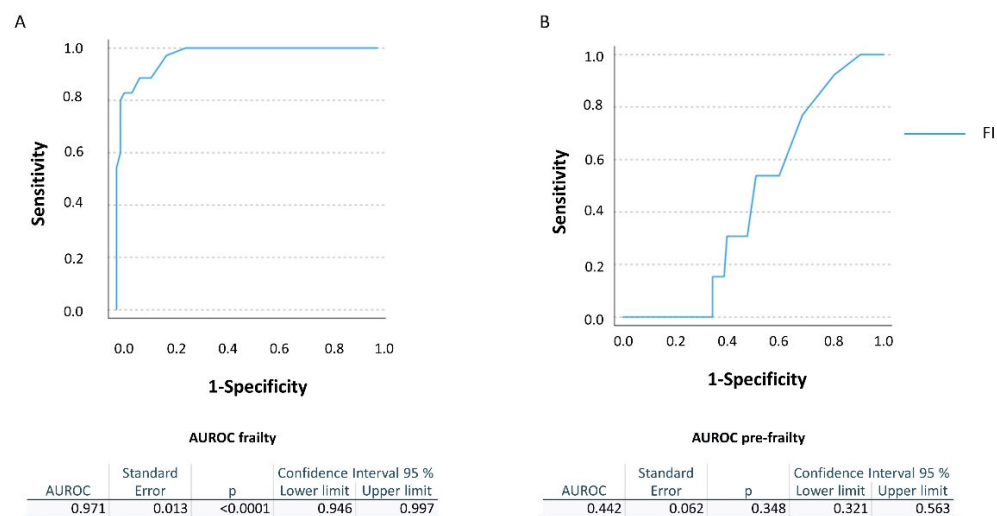 A
1.0
0.8
0.6
0.4
0.2
0.0
Sensitivity
0.0 0.2 0.4 0.6 0.8 1.0
1-Specificity
AUROC frailty
Standard Confidence Interval 95 %
AUROC Error p Lower limit Upper limit
0.971 0.013 <0.0001 0.946 0.997
B
1.0
0.8
0.6
0.4
0.2
0.0
Sensitivity
0.0 0.2 0.4 0.6 0.8 1.0
1-Specificity
FI
AUROC pre-frailty
Standard Confidence Interval 95 %
AUROC Error p Lower limit Upper limit
0.442 0.062 0.348 0.321 0.563